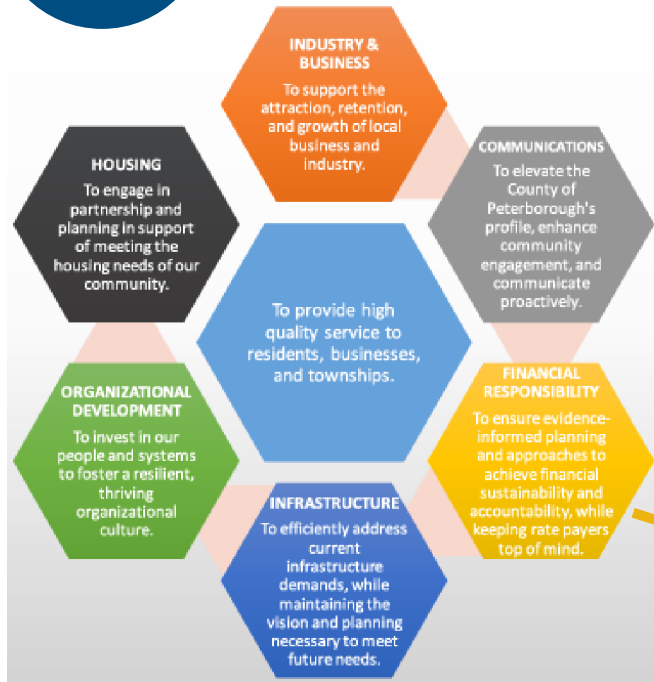 INDUSTRY &
BUSINESS
To support the
attraction, retention,
and growth of local
business and
industry.
COMMUNICATIONS
To elevate the
County of
Peterborough's
profile, enhance
community
engagement, and
communicate
proactively.
HOUSING
To engage in
partnership and
planning in support
of meeting the
housing needs of our
community.
To provide high
quality service to
residents, businesses,
and townships.
FINANCIAL
RESPONSIBILITY
To ensure evidence-
informed planning
and approaches to
achieve financial
sustainability and
accountability, while
keeping rate payers
top of mind.
ORGANIZATIONAL
DEVELOPMENT
To invest in our
people and systems
to foster a resilient,
thriving
organizational
culture.
INFRASTRUCTURE
To efficiently address
current
infrastructure
demands, while
maintaining the
vision and planning
necessary to meet
future needs.